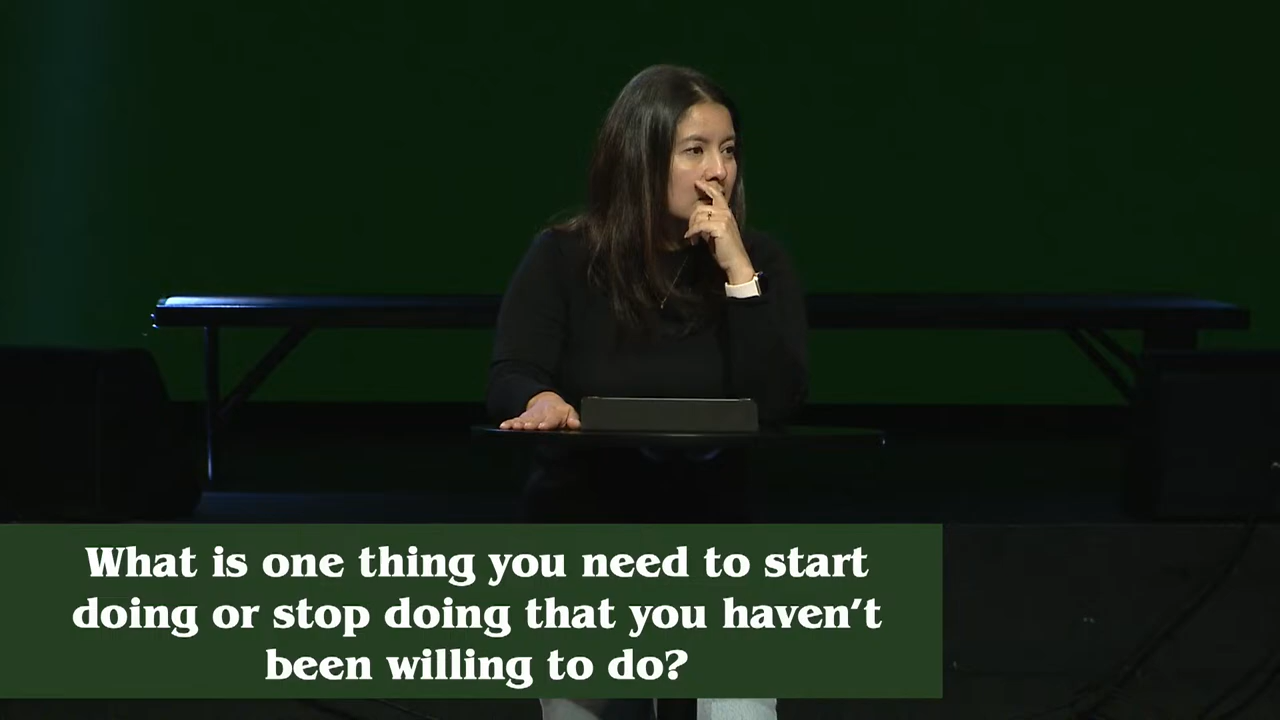 What is one thing you need to start
doing or stop doing that you haven’t
been willing to do?